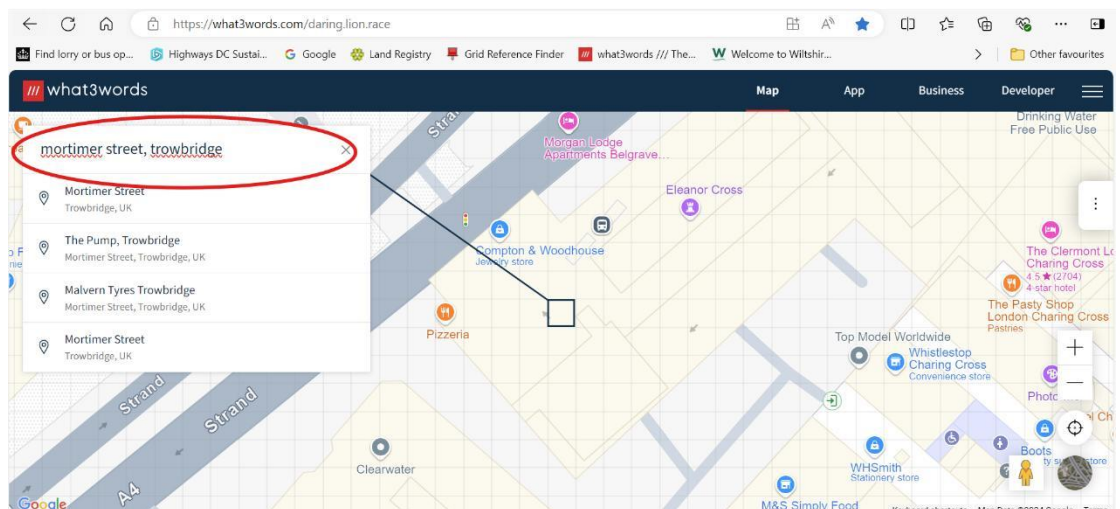 https://what3words.com/daring.lion.race
Find lorry or bus op...
Highways DC Sustai...
Google
Land Registry
Grid Reference Finder
what3words /// The...
Welcome to Wiltshir...
Other favourites
what3words
Map
App
Business
Developer
mortimer street, trowbridge
Mortimer Street
Trowbridge, UK
The Pump, Trowbridge
Mortimer Street, Trowbridge, UK
Malvern Tyres Trowbridge
Mortimer Street, Trowbridge, UK
Mortimer Street
Trowbridge, UK
Strand
Morgan Lodge
Apartments Belgrave...
Drinking Water
Free Public Use
Eleanor Cross
Compton & Woodhouse
Jewelry store
The Clermont Lo
Charing Cross
4.5 ★ (2704)
4-star hotel
The Pasty Shop
London Charing Cross
Pastries
Pizzeria
Top Model Worldwide
Whistlestop
Charing Cross
Convenience store
Photo
Strand
Strand
Clearwater
WHSmith
Stationery store
Boots
A4
M&S Simply Food
Google